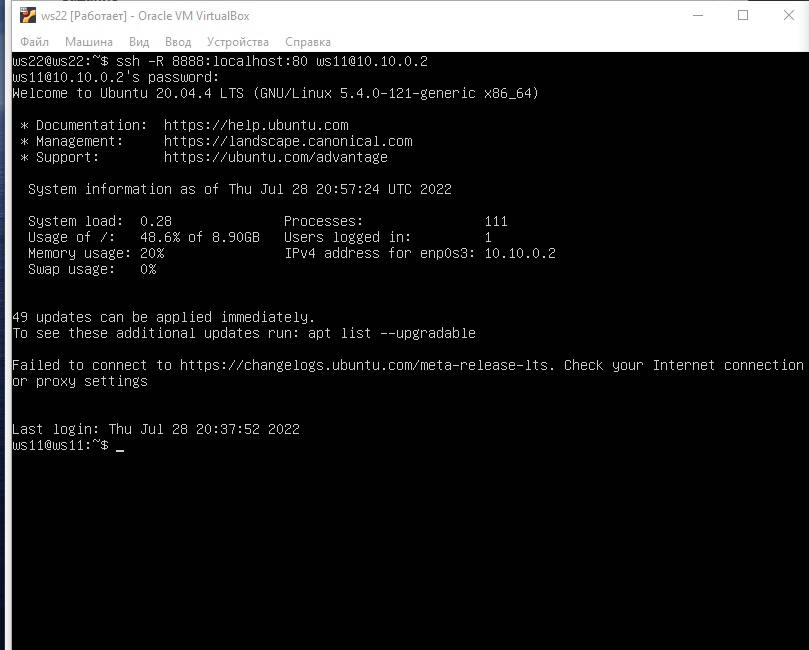 ws22 [Работает] - Oracle VM VirtualBox
Файл Машина Вид Ввод Устройства Справка
ws22@ws22:~$ ssh -R 8888:localhost:80 ws11@10.10.0.2
ws11@10.10.0.2's password:
Welcome to Ubuntu 20.04.4 LTS (GNU/Linux 5.4.0-121-generic x86_64)
* Documentation: https://help.ubuntu.com
* Management: https://landscape.canonical.com
* Support: https://ubuntu.com/advantage
System information as of Thu Jul 28 20:57:24 UTC 2022
System load: 0.28 Processes: 111
Usage of /: 48.6% of 8.90GB Users logged in: 1
Memory usage: 20% IPv4 address for enp0s3: 10.10.0.2
Swap usage: 0%
49 updates can be applied immediately.
To see these additional updates run: apt list --upgradable
Failed to connect to https://changelogs.ubuntu.com/meta-release-lts. Check your Internet connection
or proxy settings
Last login: Thu Jul 28 20:37:52 2022
ws11@ws11:~$ _